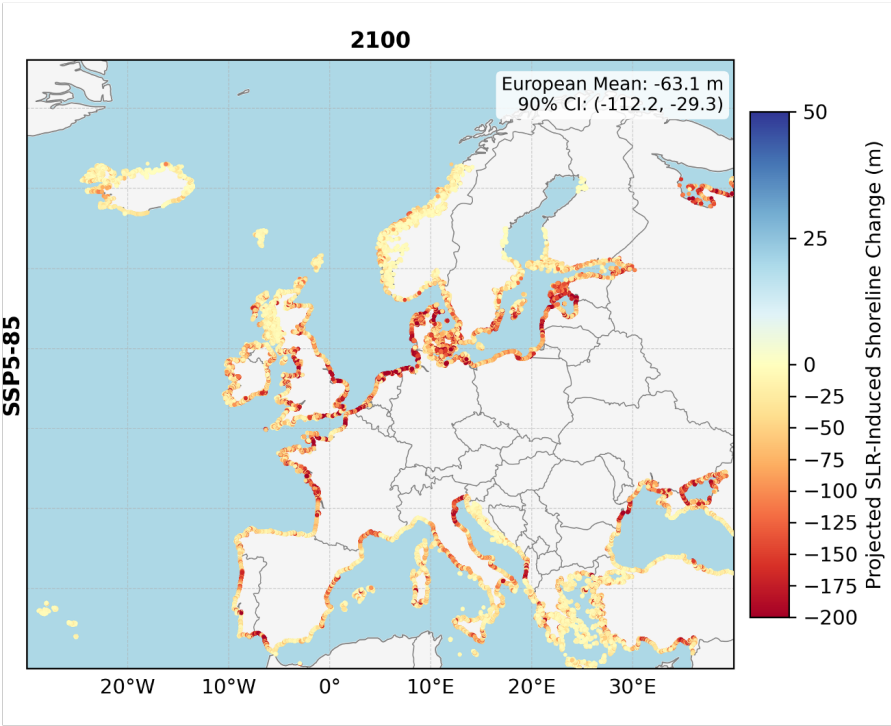 2100
European Mean: -63.1 m
90% CI: (-112.2, -29.3)
SSP5-85
50
25
0
−25
−50
−75
−100
−125
−150
−175
−200
Projected SLR-Induced Shoreline Change (m)
20°W 10°W 0° 10°E 20°E 30°E